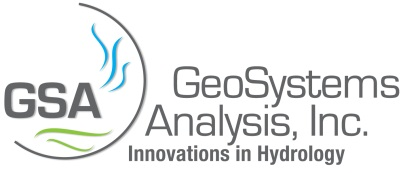 GSA
GeoSystems
Analysis, Inc.
Innovations in Hydrology